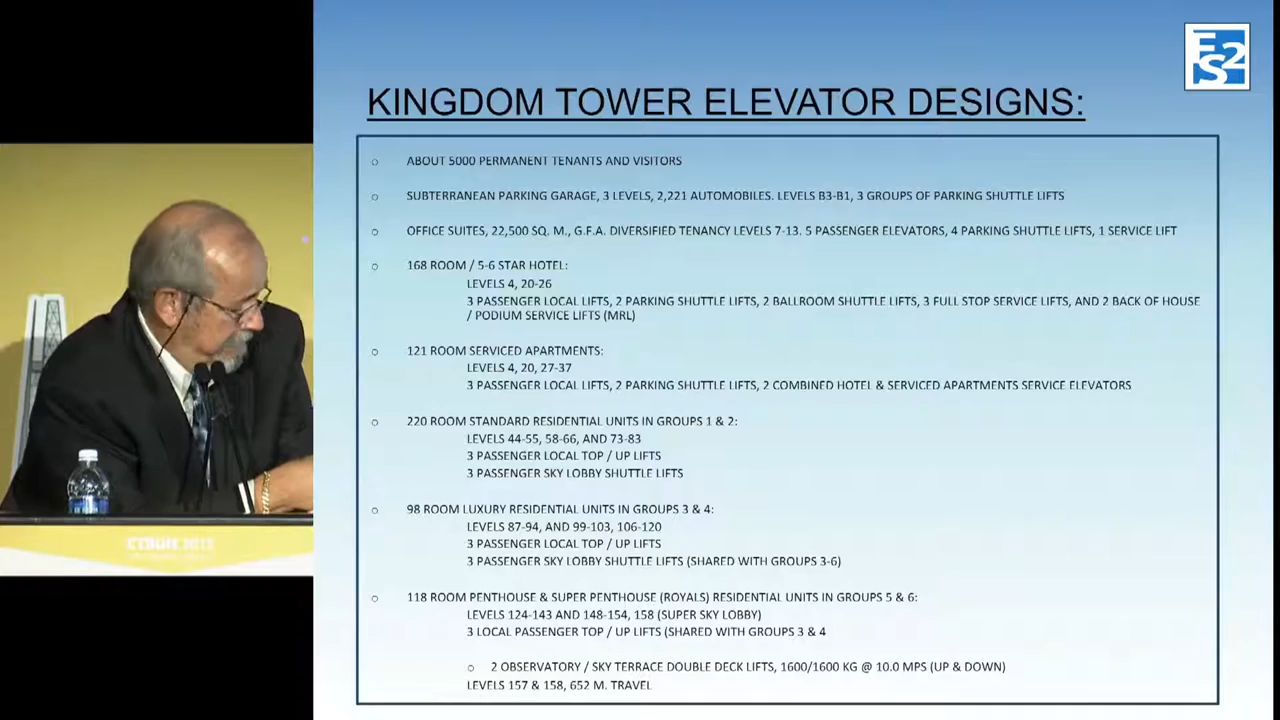 FS2
KINGDOM TOWER ELEVATOR DESIGNS:
○ ABOUT 5000 PERMANENT TENANTS AND VISITORS
○ SUBTERRANEAN PARKING GARAGE, 3 LEVELS, 2,221 AUTOMOBILES. LEVELS B3-B1, 3 GROUPS OF PARKING SHUTTLE LIFTS
○ OFFICE SUITES, 22,500 SQ. M., G.F.A. DIVERSIFIED TENANCY LEVELS 7-13. 5 PASSENGER ELEVATORS, 4 PARKING SHUTTLE LIFTS, 1 SERVICE LIFT
○ 168 ROOM / 5-6 STAR HOTEL:
LEVELS 4, 20-26
3 PASSENGER LOCAL LIFTS, 2 PARKING SHUTTLE LIFTS, 2 BALLROOM SHUTTLE LIFTS, 3 FULL STOP SERVICE LIFTS, AND 2 BACK OF HOUSE
/ PODIUM SERVICE LIFTS (MRL)
○ 121 ROOM SERVICED APARTMENTS:
LEVELS 4, 20, 27-37
3 PASSENGER LOCAL LIFTS, 2 PARKING SHUTTLE LIFTS, 2 COMBINED HOTEL & SERVICED APARTMENTS SERVICE ELEVATORS
○ 220 ROOM STANDARD RESIDENTIAL UNITS IN GROUPS 1 & 2:
LEVELS 44-55, 58-66, AND 73-83
3 PASSENGER LOCAL TOP / UP LIFTS
3 PASSENGER SKY LOBBY SHUTTLE LIFTS
○ 98 ROOM LUXURY RESIDENTIAL UNITS IN GROUPS 3 & 4:
LEVELS 87-94, AND 99-103, 106-120
3 PASSENGER LOCAL TOP / UP LIFTS
3 PASSENGER SKY LOBBY SHUTTLE LIFTS (SHARED WITH GROUPS 3-6)
○ 118 ROOM PENTHOUSE & SUPER PENTHOUSE (ROYALS) RESIDENTIAL UNITS IN GROUPS 5 & 6:
LEVELS 124-143 AND 148-154, 158 (SUPER SKY LOBBY)
3 LOCAL PASSENGER TOP / UP LIFTS (SHARED WITH GROUPS 3 & 4
○ 2 OBSERVATORY / SKY TERRACE DOUBLE DECK LIFTS, 1600/1600 KG @ 10.0 MPS (UP & DOWN)
LEVELS 157 & 158, 652 M. TRAVEL